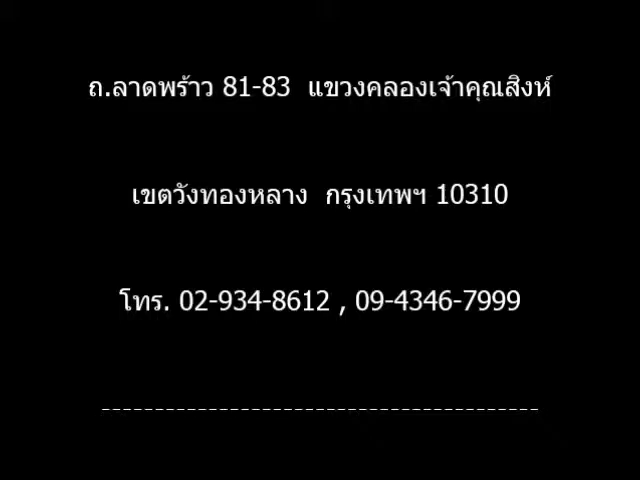 ถ.ลาดพร้าว 81-83  แขวงคลองเจ้าคุณสิงห์
เขตวังทองหลาง  กรุงเทพฯ 10310
โทร. 02-934-8612 , 09-4346-7999
-----------------------------------------